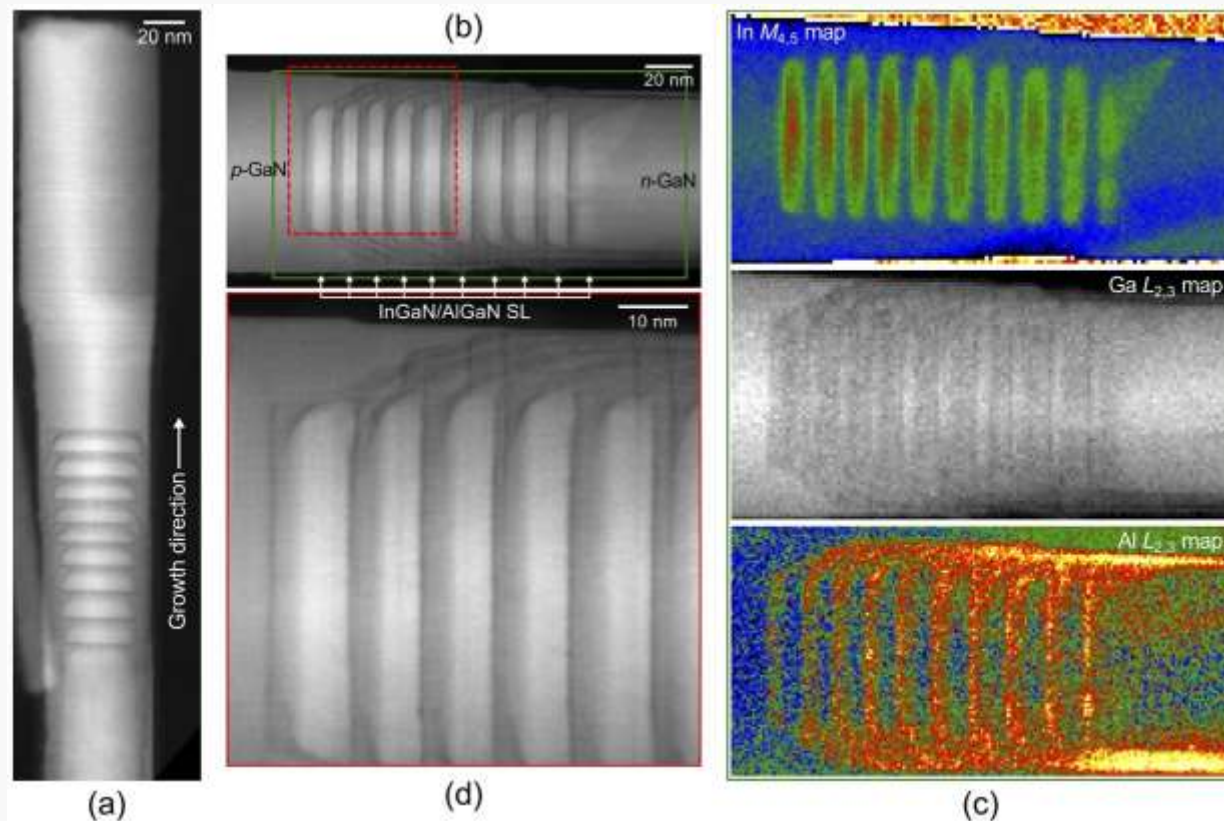 20 nm
Growth direction
(a)
(b)
20 nm
p-GaN
n-GaN
InGaN/AlGaN SL
10 nm
(d)
In M4,5 map
Ga L2,3 map
Al L2,3 map
(c)